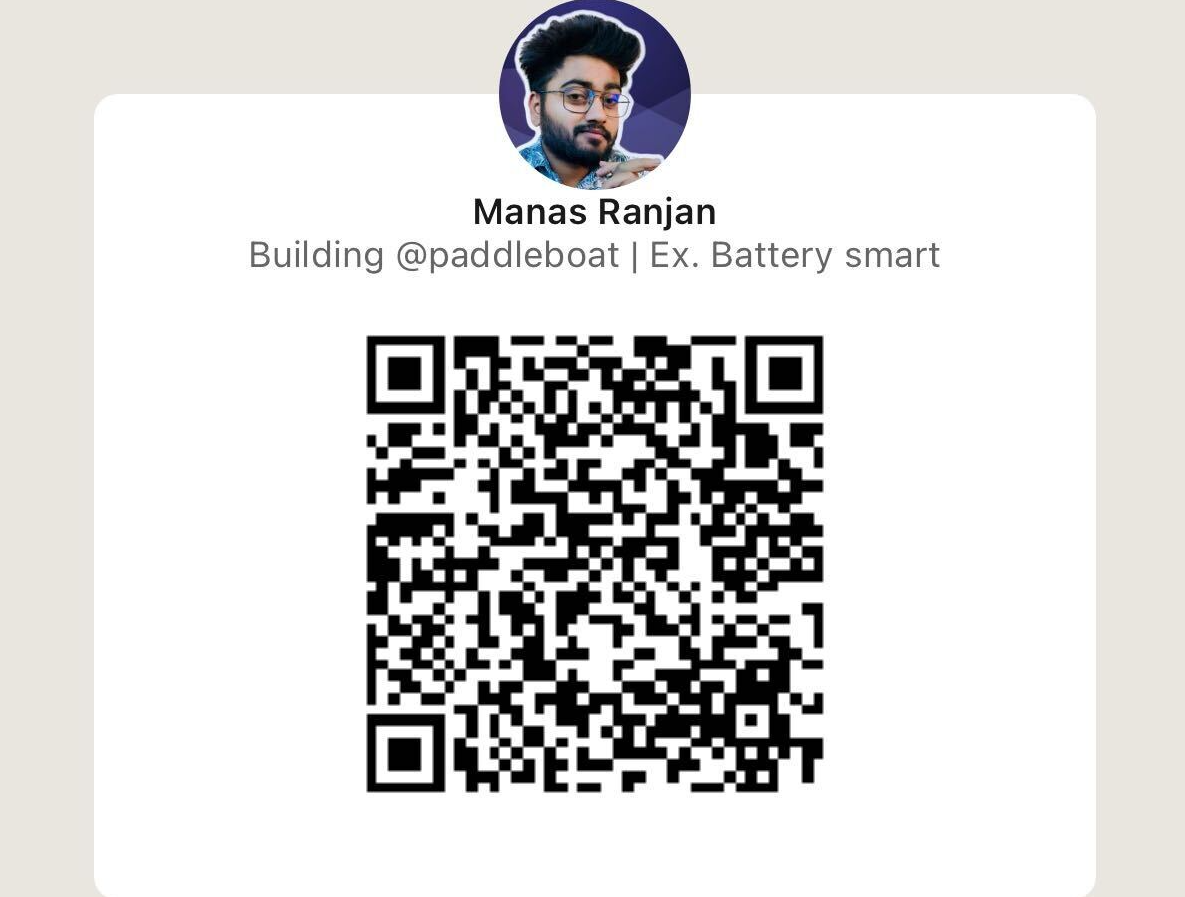 Manas Ranjan
Building @paddleboat | Ex. Battery smart